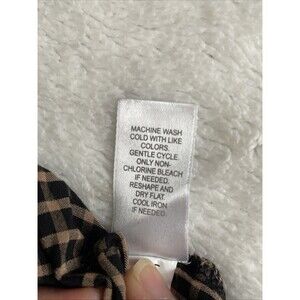 MACHINE WASH
COLD WITH LIKE
COLORS.
GENTLE CYCLE.
ONLY NON-
CHLORINE BLEACH
IF NEEDED.
RESHAPE AND
DRY FLAT.
COOL IRON
IF NEEDED.